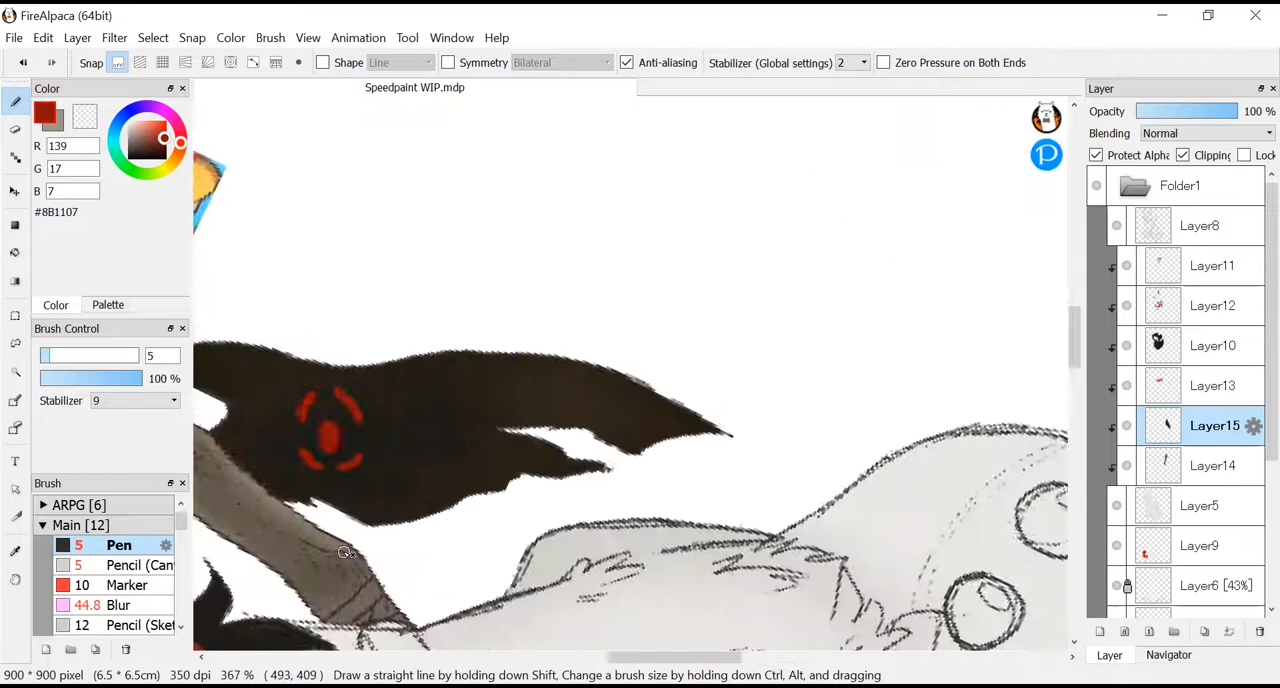 FireAlpaca (64bit)
File Edit Layer Filter Select Snap Color Brush View Animation Tool Window Help
Snap OFF Shape Line Symmetry Bilateral Anti-aliasing Stabilizer (Global settings) 2 Zero Pressure on Both Ends
Color
Speedpaint WIP.mdp
Layer
R 139
G 17
B 7
#8B1107
Color Palette
Brush Control
5
100 %
Stabilizer 9
Brush
ARPG [6]
Main [12]
5 Pen
5 Pencil (Can
10 Marker
44.8 Blur
12 Pencil (Sket
Opacity 100 %
Blending Normal
Protect Alpha Clipping Lock
Folder1
Layer8
Layer11
Layer12
Layer10
Layer13
Layer15
Layer14
Layer5
Layer9
Layer6 [43%]
Layer Navigator
900 * 900 pixel (6.5 * 6.5cm) 350 dpi 367 % ( 493, 409 ) Draw a straight line by holding down Shift, Change a brush size by holding down Ctrl, Alt, and dragging